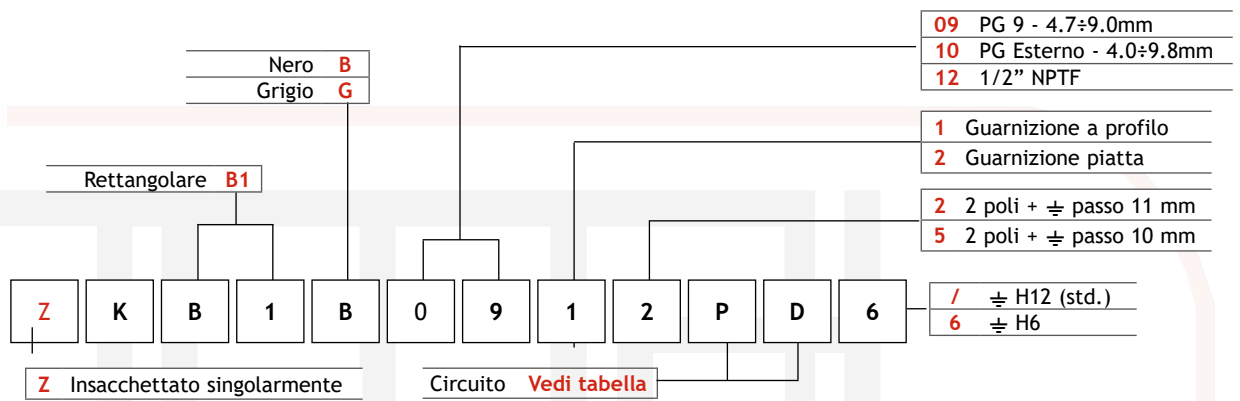 09 PG 9 - 4.7÷9.0mm
10 PG Esterno - 4.0÷9.8mm
12 1/2” NPTF
Nero B
Grigio G
1 Guarnizione a profilo
2 Guarnizione piatta
Rettangolare B1
2 2 poli + ⏚ passo 11 mm
5 2 poli + ⏚ passo 10 mm
Z K B 1 B 0 9 1 2 P D 6
/ ⏚ H12 (std.)
6 ⏚ H6
Z Insacchettato singolarmente
Circuito Vedi tabella